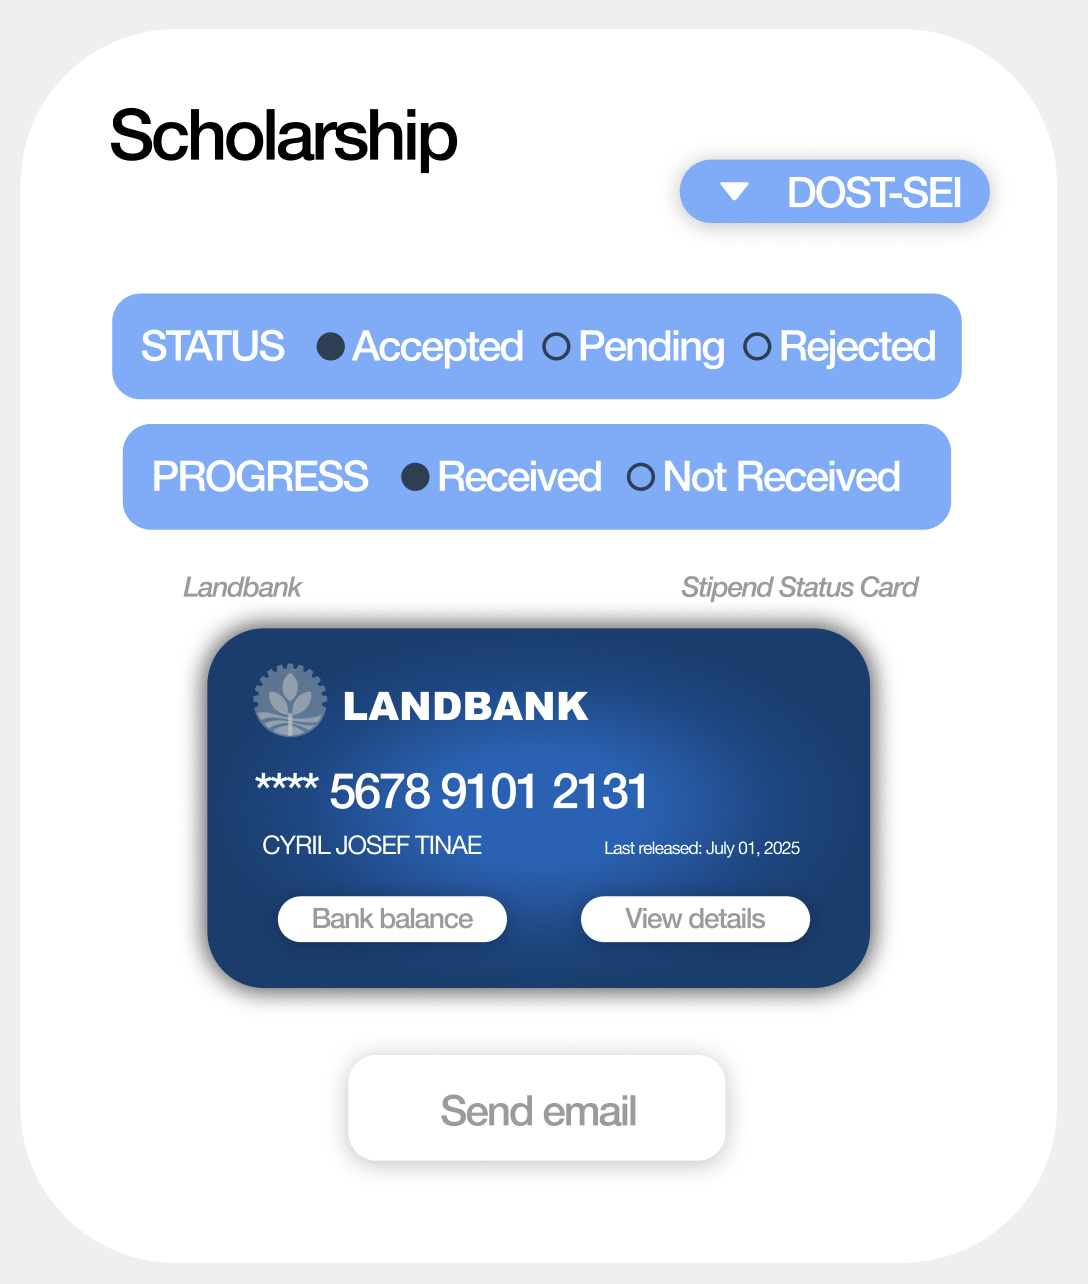 Scholarship
DOST-SEI
STATUS Accepted Pending Rejected
PROGRESS Received Not Received
Landbank Stipend Status Card
LANDBANK
**** 5678 9101 2131
CYRIL JOSEF TINAE Last released: July 01, 2025
Bank balance View details
Send email